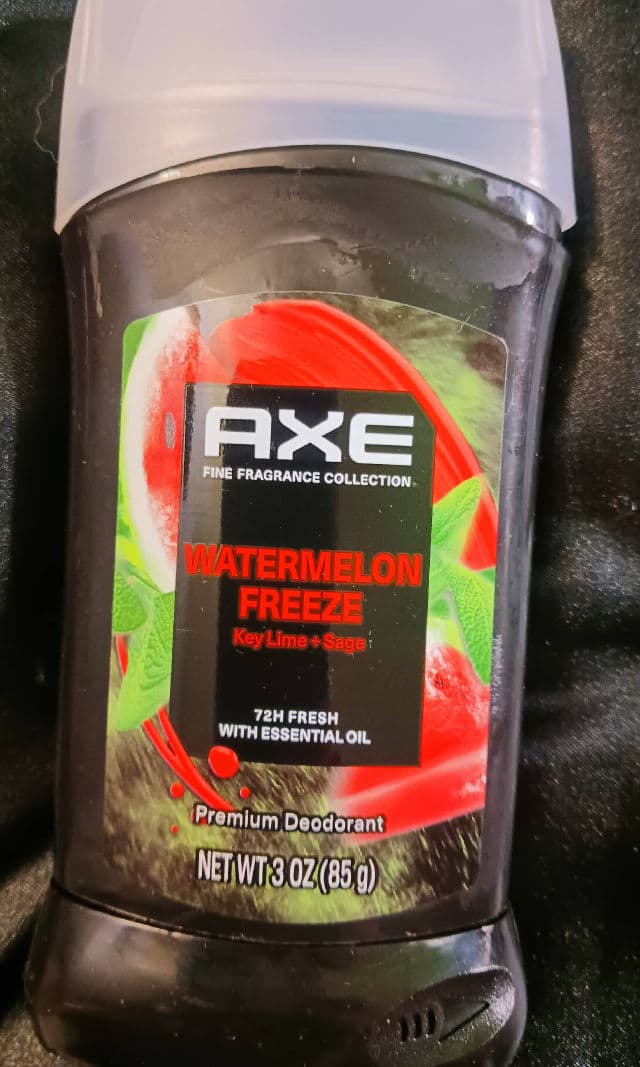 AXE
FINE FRAGRANCE COLLECTION
WATERMELON
FREEZE
Key Lime + Sage
72H FRESH
WITH ESSENTIAL OIL
Premium Deodorant
NET WT 3 OZ (85 g)